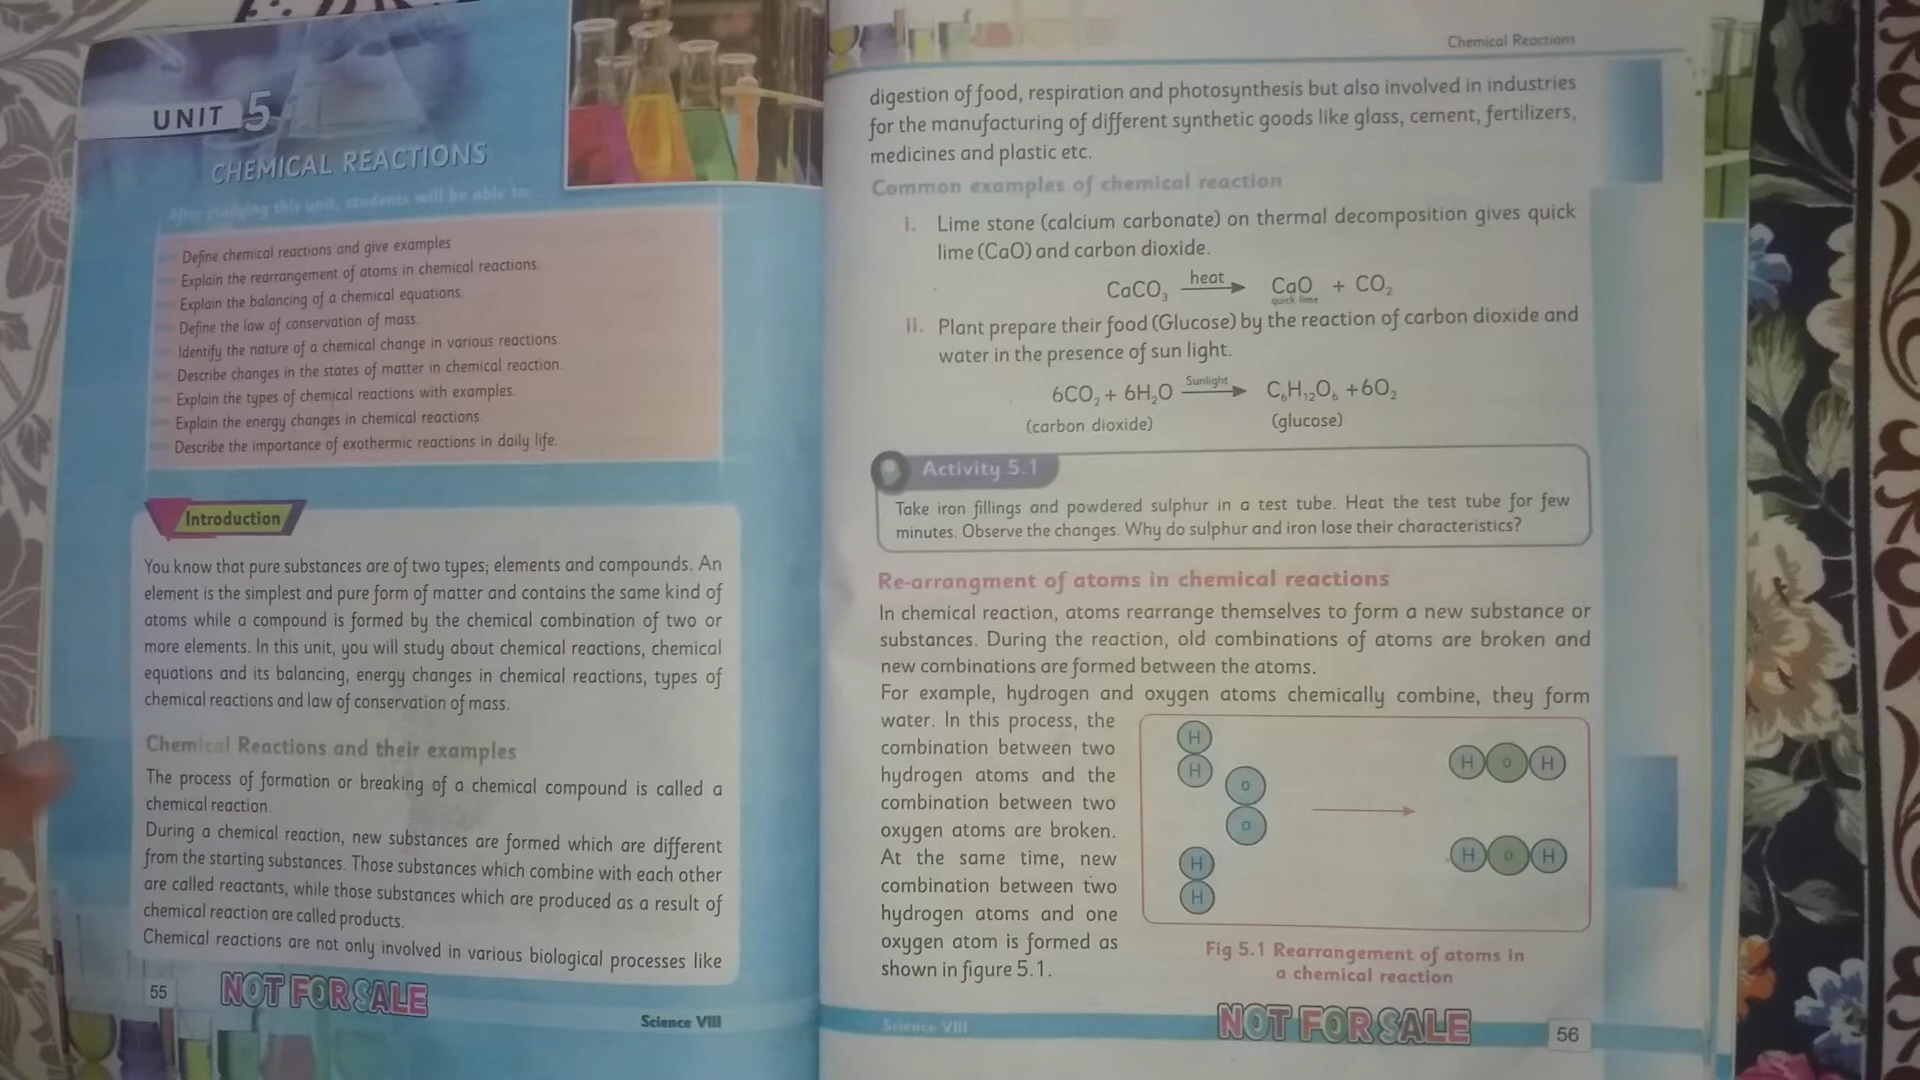 UNIT 5
CHEMICAL REACTIONS
After studying this unit, students will be able to:
Define chemical reactions and give examples
Explain the rearrangement of atoms in chemical reactions.
Explain the balancing of a chemical equations.
Define the law of conservation of mass.
Identify the nature of a chemical change in various reactions.
Describe changes in the states of matter in chemical reaction.
Explain the types of chemical reactions with examples.
Explain the energy changes in chemical reactions.
Describe the importance of exothermic reactions in daily life.
Introduction
You know that pure substances are of two types; elements and compounds. An
element is the simplest and pure form of matter and contains the same kind of
atoms while a compound is formed by the chemical combination of two or
more elements. In this unit, you will study about chemical reactions, chemical
equations and its balancing, energy changes in chemical reactions, types of
chemical reactions and law of conservation of mass.
Chemical Reactions and their examples
The process of formation or breaking of a chemical compound is called a
chemical reaction.
During a chemical reaction, new substances are formed which are different
from the starting substances. Those substances which combine with each other
are called reactants, while those substances which are produced as a result of
chemical reaction are called products.
Chemical reactions are not only involved in various biological processes like
55
NOT FOR SALE
Science VIII
Chemical Reactions
digestion of food, respiration and photosynthesis but also involved in industries
for the manufacturing of different synthetic goods like glass, cement, fertilizers,
medicines and plastic etc.
Common examples of chemical reaction
i. Lime stone (calcium carbonate) on thermal decomposition gives quick
lime (CaO) and carbon dioxide.
CaCO₃ heat → CaO + CO₂
quick lime
ii. Plant prepare their food (Glucose) by the reaction of carbon dioxide and
water in the presence of sun light.
6CO₂ + 6H₂O Sunlight → C₆H₁₂O₆ +6O₂
(carbon dioxide) (glucose)
Activity 5.1
Take iron fillings and powdered sulphur in a test tube. Heat the test tube for few
minutes. Observe the changes. Why do sulphur and iron lose their characteristics?
Re-arrangment of atoms in chemical reactions
In chemical reaction, atoms rearrange themselves to form a new substance or
substances. During the reaction, old combinations of atoms are broken and
new combinations are formed between the atoms.
For example, hydrogen and oxygen atoms chemically combine, they form
water. In this process, the
combination between two
hydrogen atoms and the
combination between two
oxygen atoms are broken.
At the same time, new
combination between two
hydrogen atoms and one
oxygen atom is formed as
shown in figure 5.1.
H
H
O
O
H
H
H O H
H O H
Fig 5.1 Rearrangement of atoms in
a chemical reaction
Science VIII
NOT FOR SALE
56